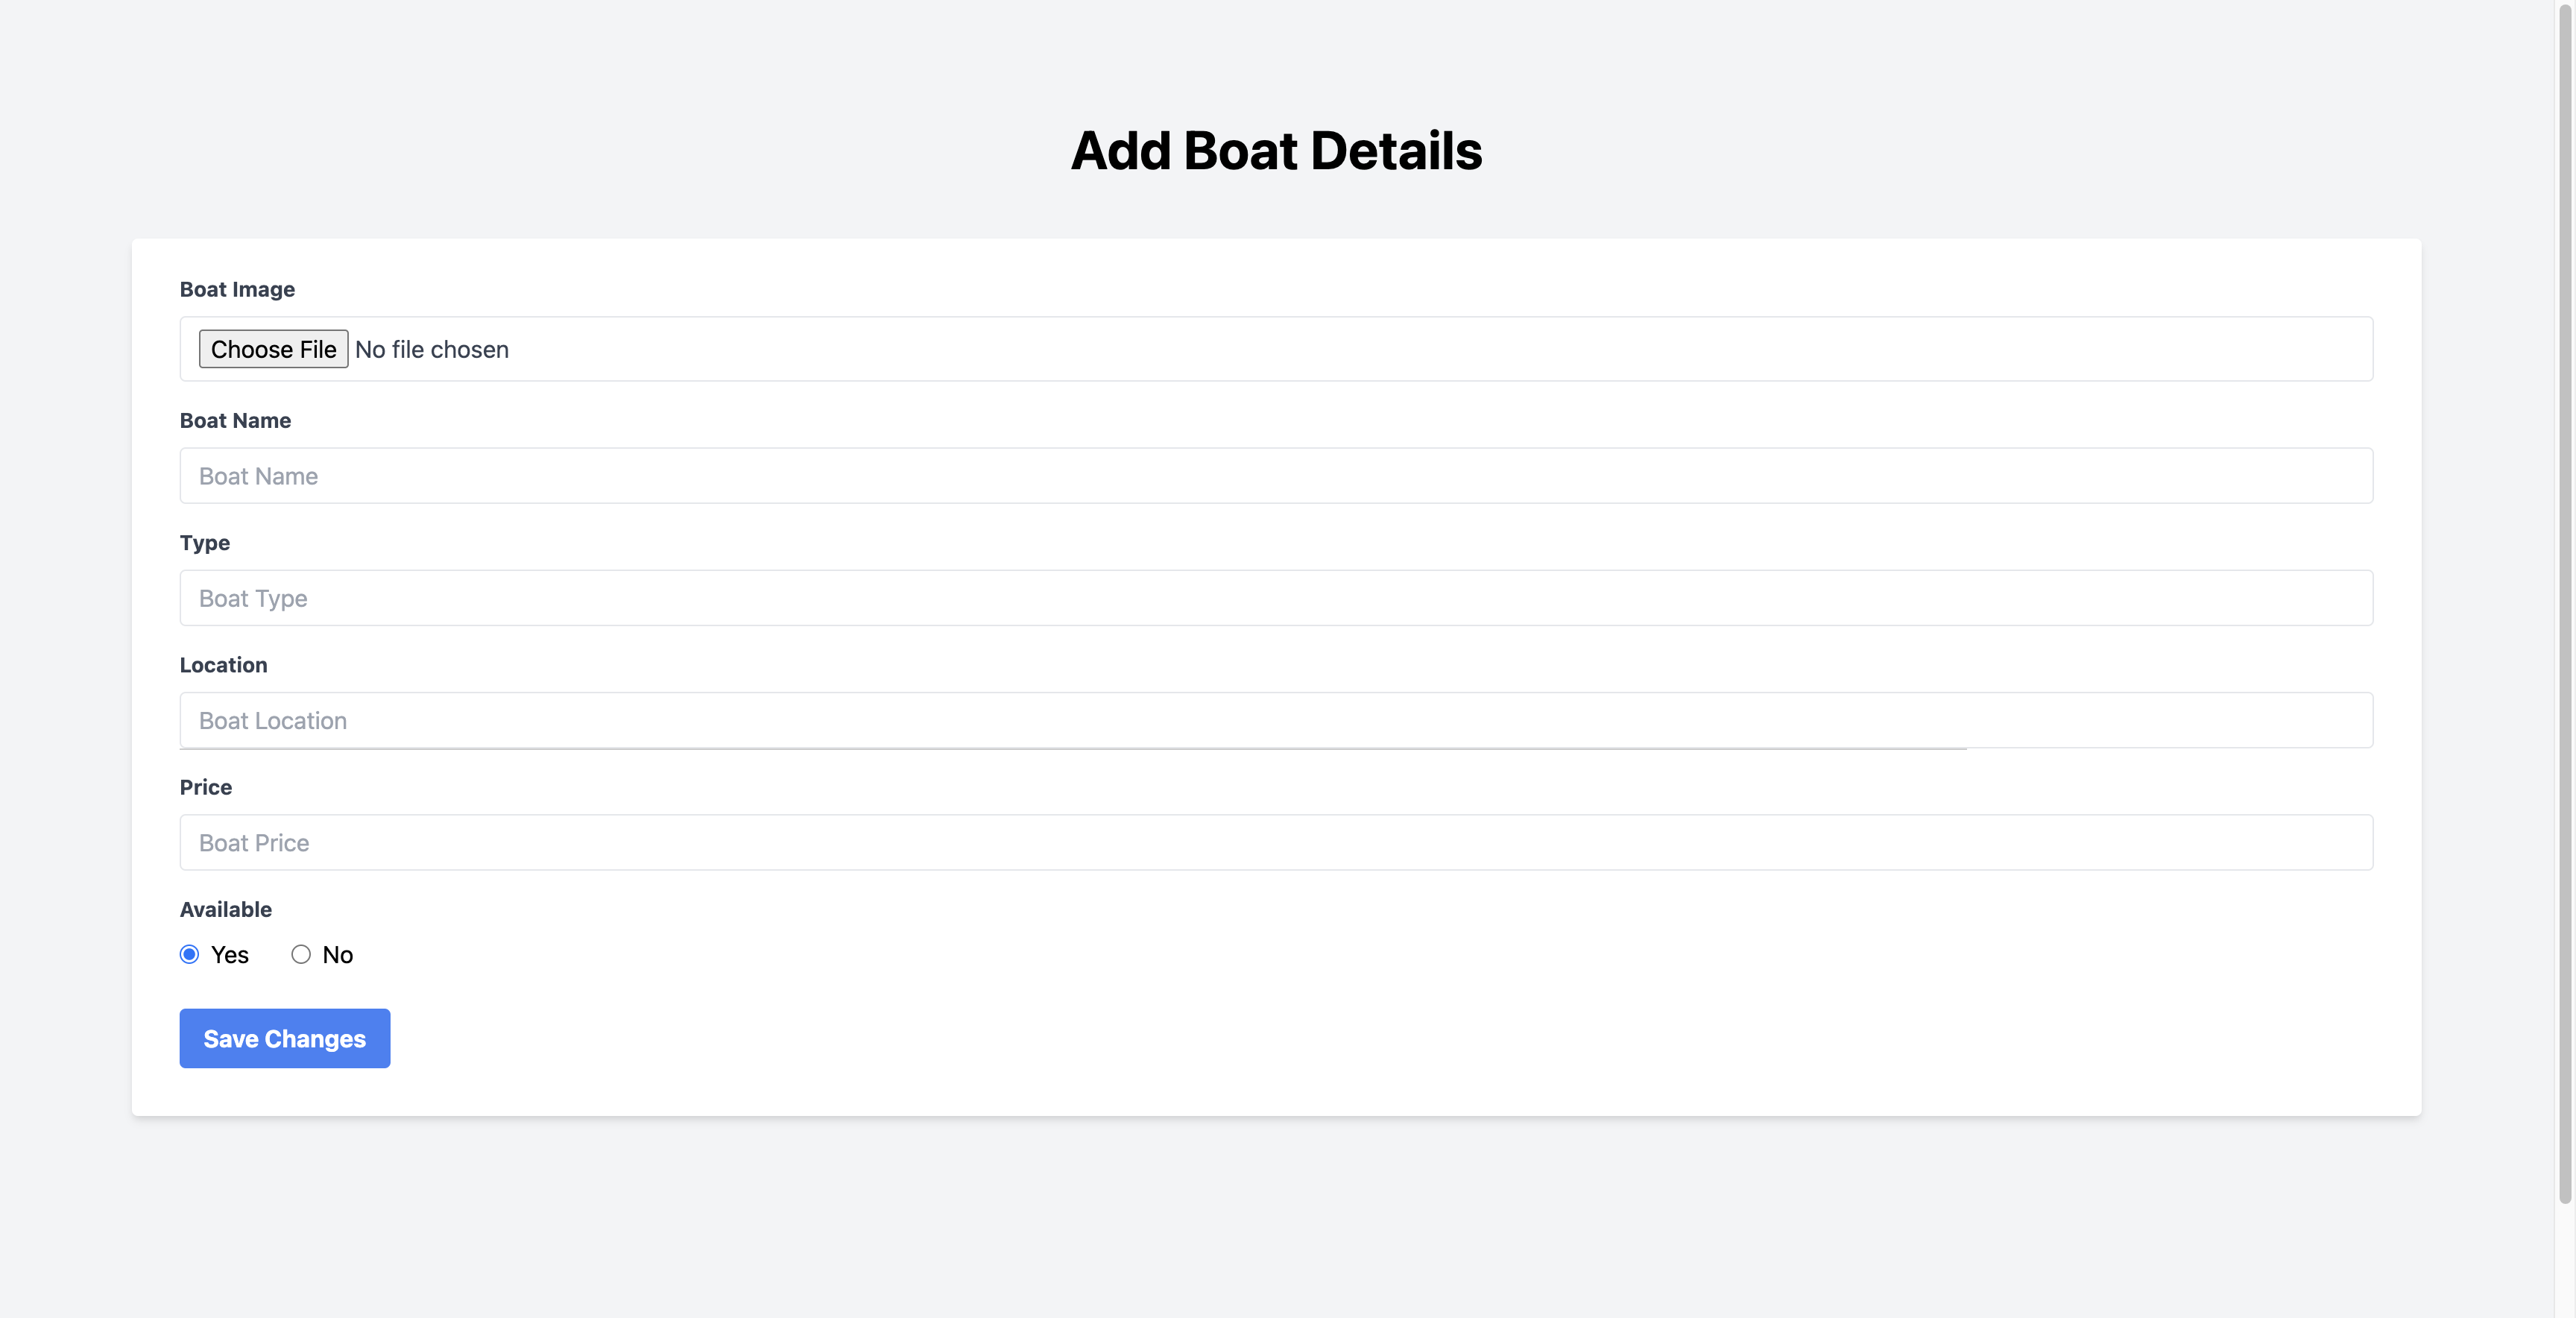 Add Boat Details
Boat Image
Choose File No file chosen
Boat Name
Boat Name
Type
Boat Type
Location
Boat Location
Price
Boat Price
Available
Yes No
Save Changes